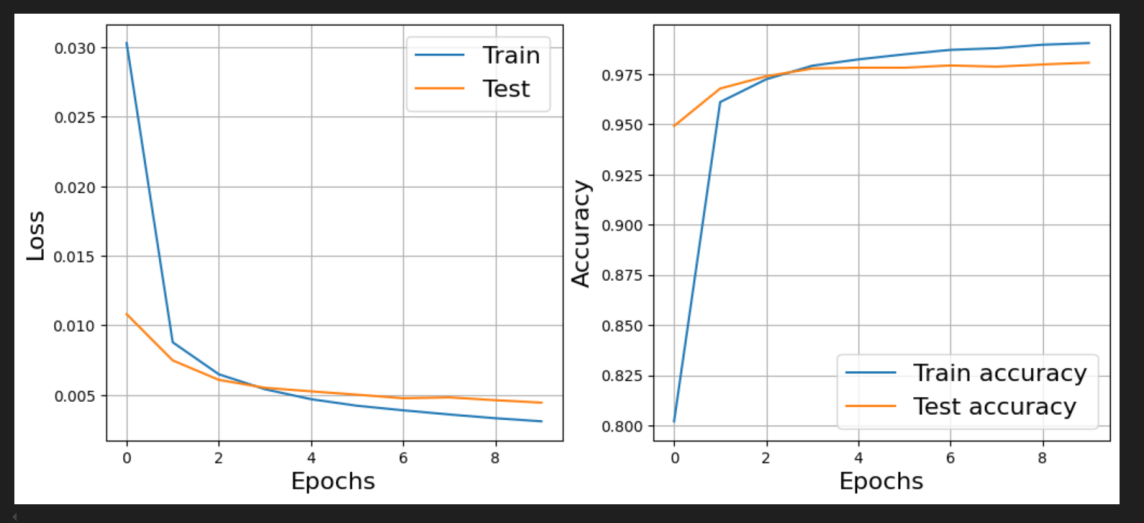 0.030
0.025
0.020
0.015
0.010
0.005
Loss
0 2 4 6 8
Epochs
Train
Test
0.975
0.950
0.925
0.900
0.875
0.850
0.825
0.800
Accuracy
0 2 4 6 8
Epochs
Train accuracy
Test accuracy